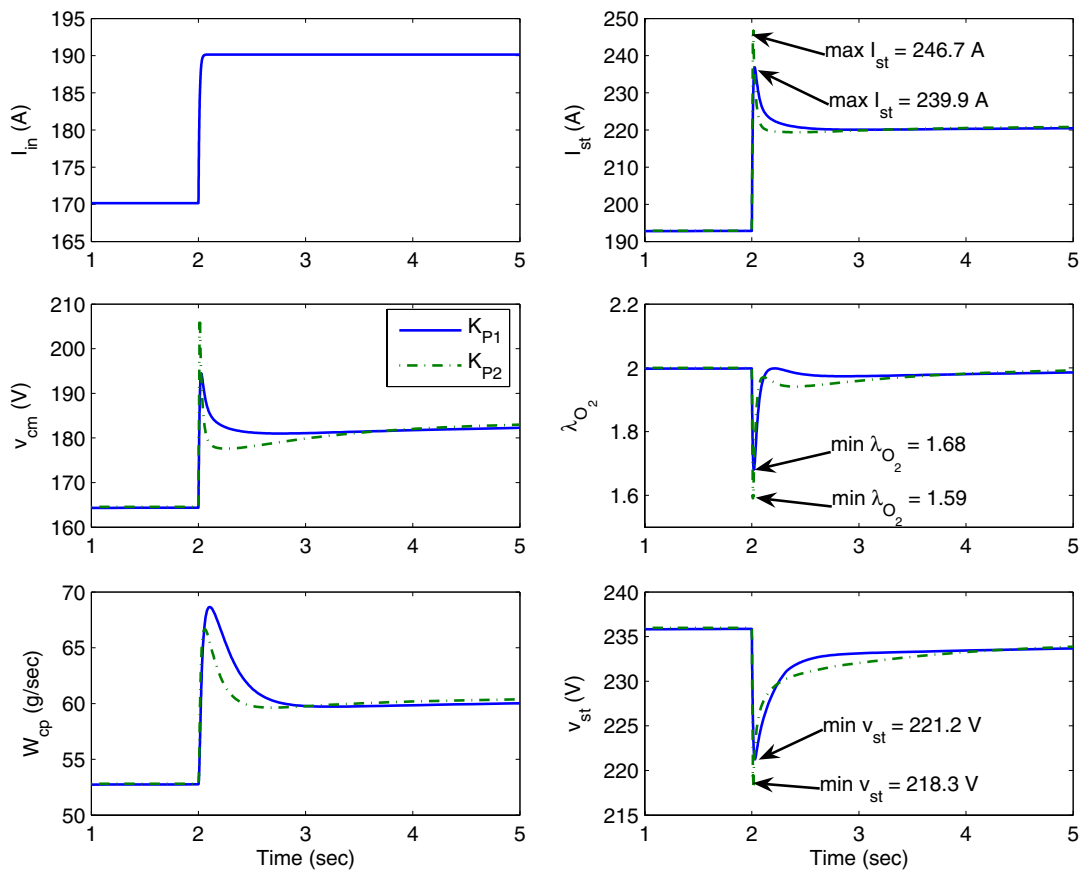 195
190
185
180
175
170
165
1 2 3 4 5
I_in (A)
250
240
230
220
210
200
190
1 2 3 4 5
I_st (A)
max I_st = 246.7 A
max I_st = 239.9 A
210
200
190
180
170
160
1 2 3 4 5
v_cm (V)
K_P1
K_P2
2.2
2
1.8
1.6
1 2 3 4 5
λ_O_2
min λ_O_2 = 1.68
min λ_O_2 = 1.59
70
65
60
55
50
1 2 3 4 5
W_cp (g/sec)
Time (sec)
240
235
230
225
220
215
1 2 3 4 5
v_st (V)
min v_st = 221.2 V
min v_st = 218.3 V
Time (sec)